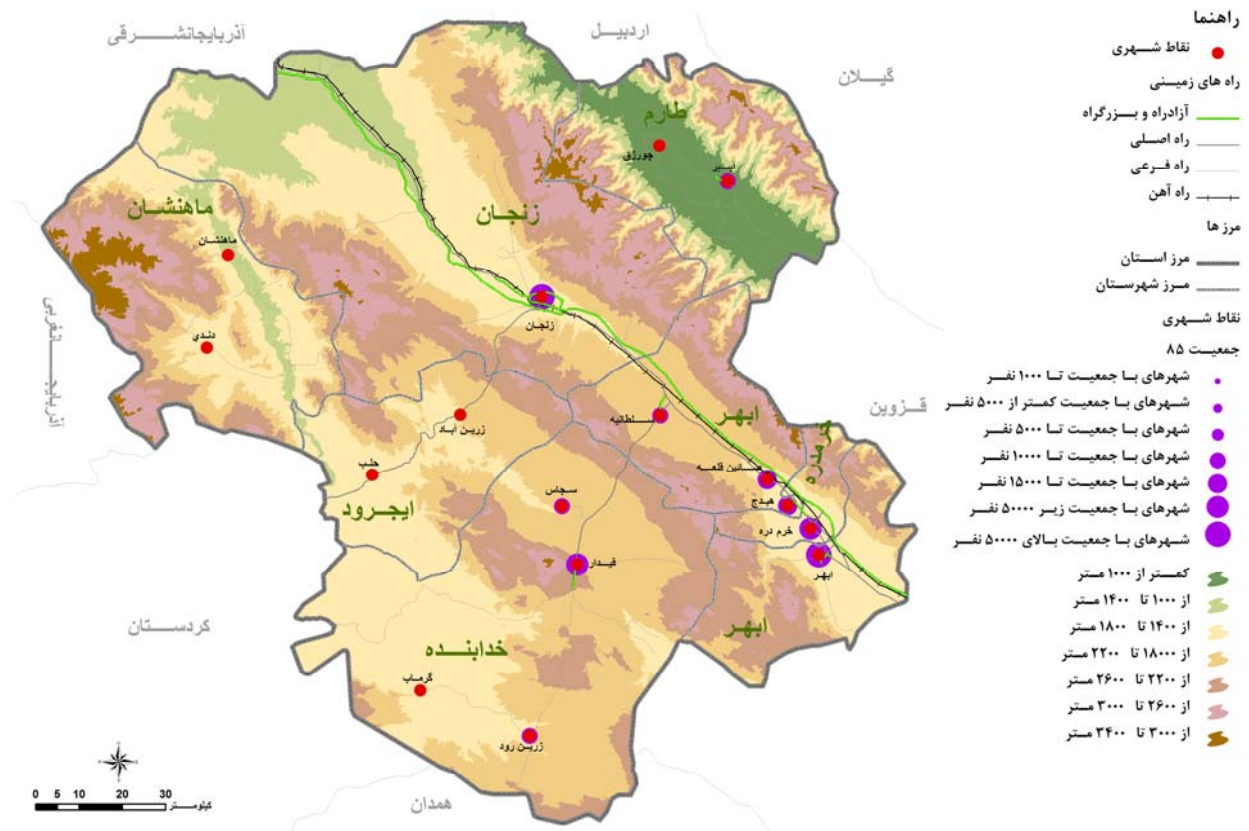 آذربایجانشرقی
اردبیل
گیلان
طارم
چورزق
آب‌بر
زنجان
ماهنشان
ماهنشان
زنجان
دندی
آذربایجانغربی
قزوین
ابهر
خرمدره
سلطانیه
زرین آباد
صائین قلعه
حلب
هیدج
سجاس
ایجرود
خرم دره
ابهر
قیدار
ابهر
کردستان
خدابنده
گرماب
زرین رود
همدان
0 5 10 20 30
کیلومتر
راهنما
نقاط شهری
راه های زمینی
آزادراه و بزرگراه
راه اصلی
راه فرعی
راه آهن
مرز ها
مرز استان
مرز شهرستان
نقاط شهری
جمعیت ۸۵
شهرهای با جمعیت تا ۱۰۰۰ نفر
شهرهای با جمعیت کمتر از ۵۰۰۰ نفر
شهرهای با جمعیت تا ۵۰۰۰ نفر
شهرهای با جمعیت تا ۱۰۰۰۰ نفر
شهرهای با جمعیت تا ۱۵۰۰۰ نفر
شهرهای با جمعیت زیر ۵۰۰۰۰ نفر
شهرهای با جمعیت بالای ۵۰۰۰۰ نفر
کمتر از ۱۰۰۰ متر
از ۱۰۰۰ تا ۱۴۰۰ متر
از ۱۴۰۰ تا ۱۸۰۰ متر
از ۱۸۰۰۰ تا ۲۲۰۰ متر
از ۲۲۰۰ تا ۲۶۰۰ متر
از ۲۶۰۰ تا ۳۰۰۰ متر
از ۳۰۰۰ تا ۳۴۰۰ متر